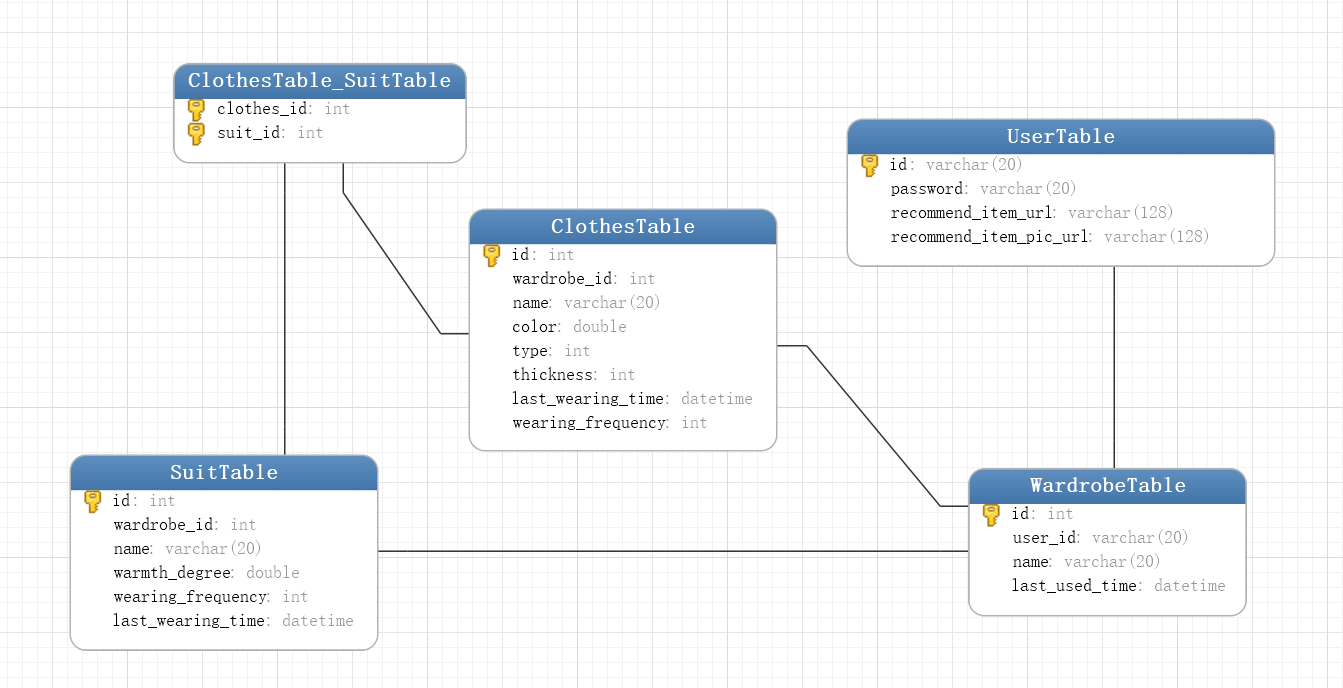 ClothesTable_SuitTable
clothes_id: int
suit_id: int
UserTable
id: varchar(20)
password: varchar(20)
recommend_item_url: varchar(128)
recommend_item_pic_url: varchar(128)
ClothesTable
id: int
wardrobe_id: int
name: varchar(20)
color: double
type: int
thickness: int
last_wearing_time: datetime
wearing_frequency: int
SuitTable
id: int
wardrobe_id: int
name: varchar(20)
warmth_degree: double
wearing_frequency: int
last_wearing_time: datetime
WardrobeTable
id: int
user_id: varchar(20)
name: varchar(20)
last_used_time: datetime